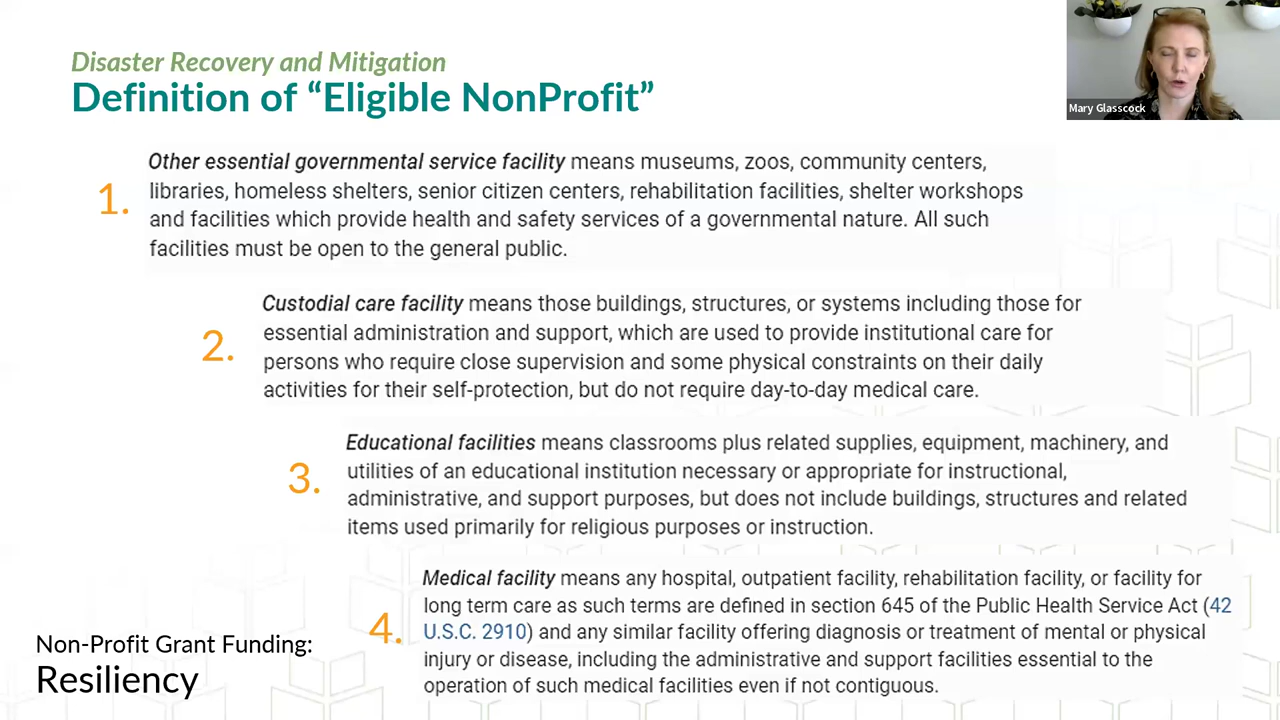 Disaster Recovery and Mitigation
Definition of “Eligible NonProfit”
Mary Glasscock
1.
Other essential governmental service facility means museums, zoos, community centers,
libraries, homeless shelters, senior citizen centers, rehabilitation facilities, shelter workshops
and facilities which provide health and safety services of a governmental nature. All such
facilities must be open to the general public.
2.
Custodial care facility means those buildings, structures, or systems including those for
essential administration and support, which are used to provide institutional care for
persons who require close supervision and some physical constraints on their daily
activities for their self-protection, but do not require day-to-day medical care.
3.
Educational facilities means classrooms plus related supplies, equipment, machinery, and
utilities of an educational institution necessary or appropriate for instructional,
administrative, and support purposes, but does not include buildings, structures and related
items used primarily for religious purposes or instruction.
4.
Medical facility means any hospital, outpatient facility, rehabilitation facility, or facility for
long term care as such terms are defined in section 645 of the Public Health Service Act (42
U.S.C. 2910) and any similar facility offering diagnosis or treatment of mental or physical
injury or disease, including the administrative and support facilities essential to the
operation of such medical facilities even if not contiguous.
Non-Profit Grant Funding:
Resiliency